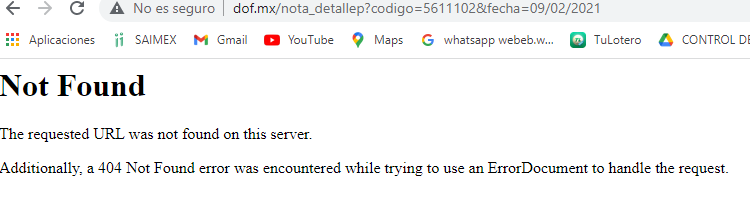 No es seguro | dof.mx/nota_detallep?codigo=5611102&fecha=09/02/2021
Aplicaciones SAIMEX Gmail YouTube Maps whatsapp webeb.w... TuLotero CONTROL DE
Not Found
The requested URL was not found on this server.
Additionally, a 404 Not Found error was encountered while trying to use an ErrorDocument to handle the request.